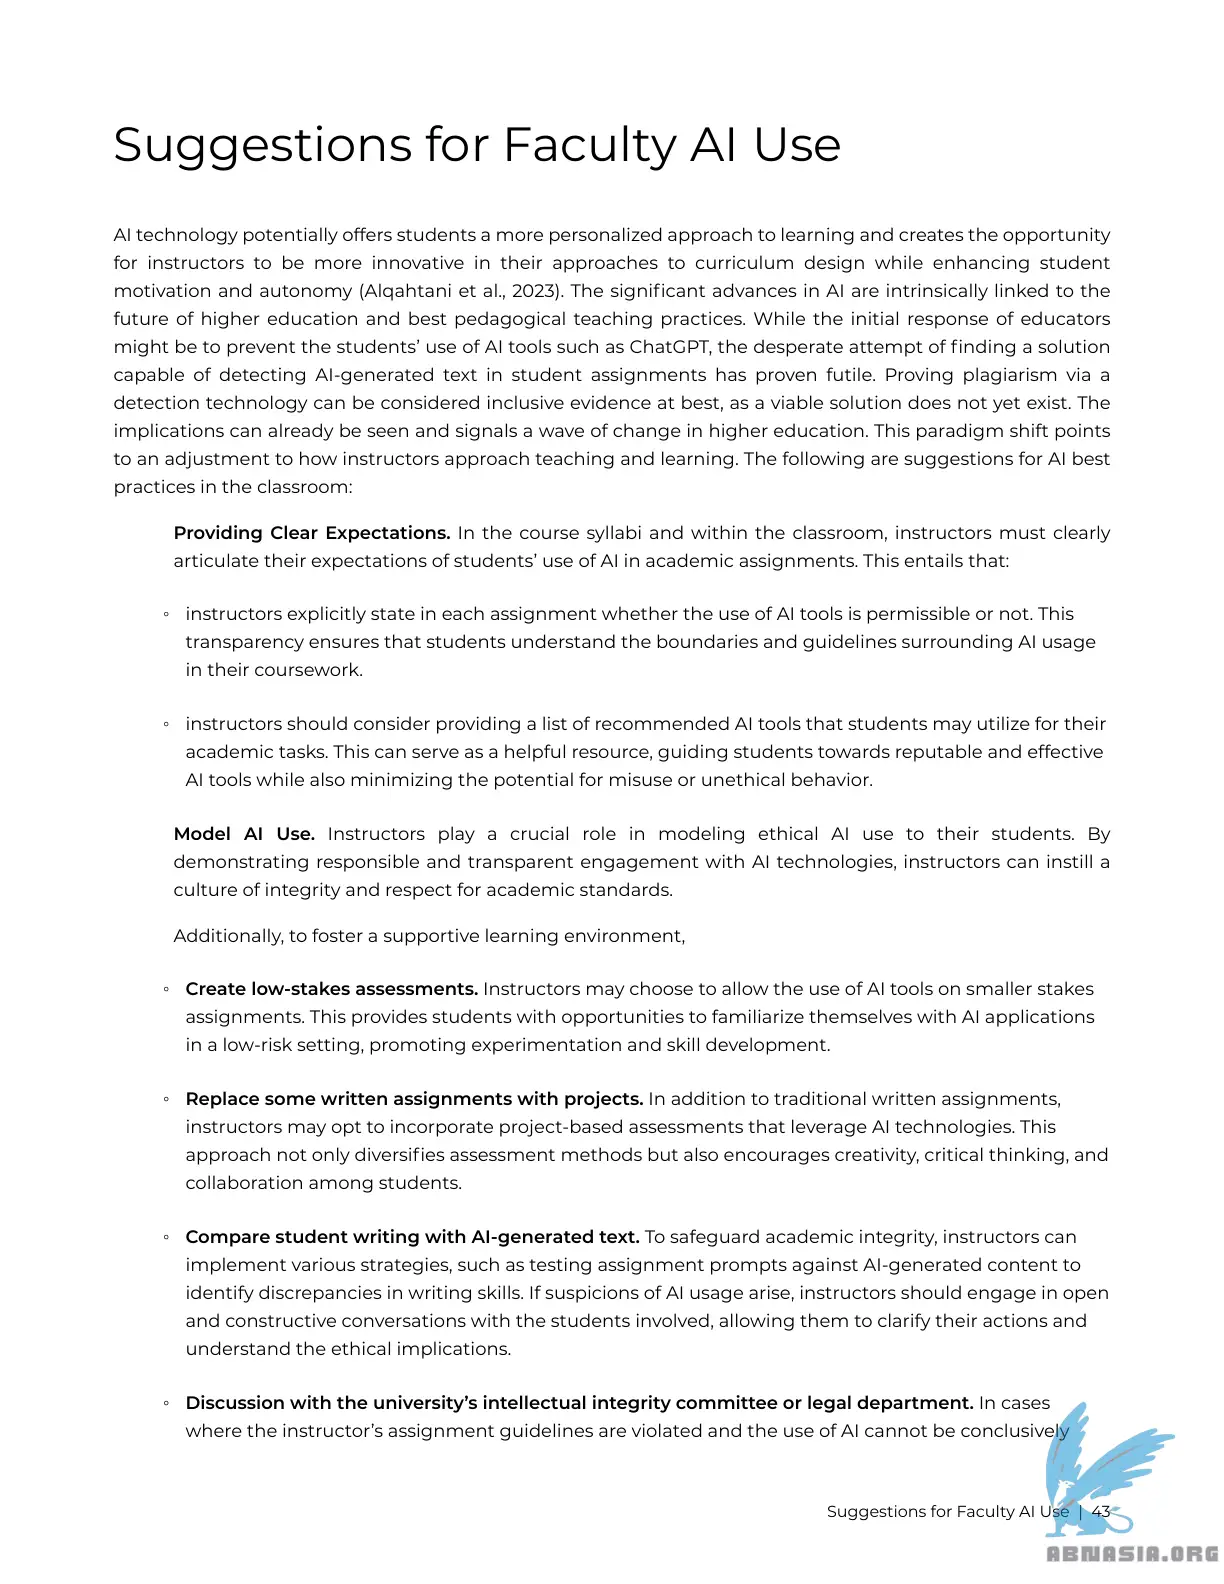 Suggestions for Faculty AI Use
AI technology potentially offers students a more personalized approach to learning and creates the opportunity
for instructors to be more innovative in their approaches to curriculum design while enhancing student
motivation and autonomy (Alqahtani et al., 2023). The significant advances in AI are intrinsically linked to the
future of higher education and best pedagogical teaching practices. While the initial response of educators
might be to prevent the students’ use of AI tools such as ChatGPT, the desperate attempt of finding a solution
capable of detecting AI-generated text in student assignments has proven futile. Proving plagiarism via a
detection technology can be considered inclusive evidence at best, as a viable solution does not yet exist. The
implications can already be seen and signals a wave of change in higher education. This paradigm shift points
to an adjustment to how instructors approach teaching and learning. The following are suggestions for AI best
practices in the classroom:
Providing Clear Expectations. In the course syllabi and within the classroom, instructors must clearly
articulate their expectations of students’ use of AI in academic assignments. This entails that:
◦ instructors explicitly state in each assignment whether the use of AI tools is permissible or not. This
transparency ensures that students understand the boundaries and guidelines surrounding AI usage
in their coursework.
◦ instructors should consider providing a list of recommended AI tools that students may utilize for their
academic tasks. This can serve as a helpful resource, guiding students towards reputable and effective
AI tools while also minimizing the potential for misuse or unethical behavior.
Model AI Use. Instructors play a crucial role in modeling ethical AI use to their students. By
demonstrating responsible and transparent engagement with AI technologies, instructors can instill a
culture of integrity and respect for academic standards.
Additionally, to foster a supportive learning environment,
◦ Create low-stakes assessments. Instructors may choose to allow the use of AI tools on smaller stakes
assignments. This provides students with opportunities to familiarize themselves with AI applications
in a low-risk setting, promoting experimentation and skill development.
◦ Replace some written assignments with projects. In addition to traditional written assignments,
instructors may opt to incorporate project-based assessments that leverage AI technologies. This
approach not only diversifies assessment methods but also encourages creativity, critical thinking, and
collaboration among students.
◦ Compare student writing with AI-generated text. To safeguard academic integrity, instructors can
implement various strategies, such as testing assignment prompts against AI-generated content to
identify discrepancies in writing skills. If suspicions of AI usage arise, instructors should engage in open
and constructive conversations with the students involved, allowing them to clarify their actions and
understand the ethical implications.
◦ Discussion with the university’s intellectual integrity committee or legal department. In cases
where the instructor’s assignment guidelines are violated and the use of AI cannot be conclusively
Suggestions for Faculty AI Use | 43
ABNASIA.ORG